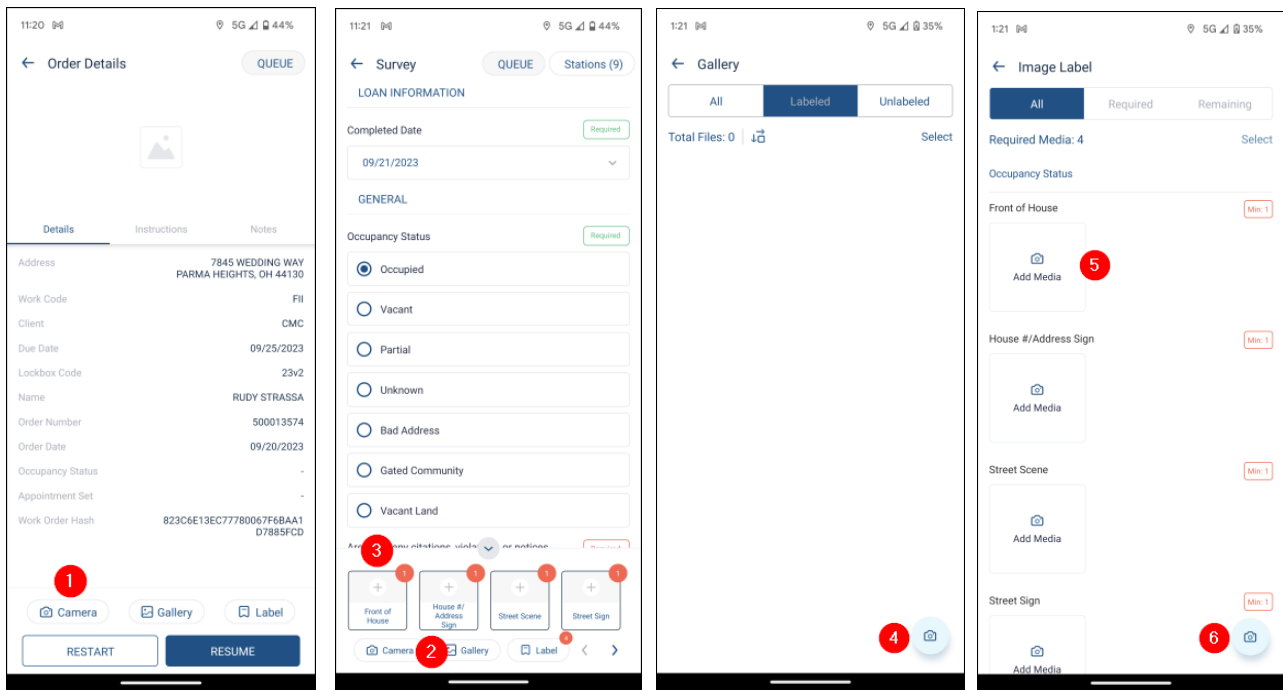 11:20 5G 44%
Order Details QUEUE
Details Instructions Notes
Address 7845 WEDDING WAY
PARMA HEIGHTS, OH 44130
Work Code FII
Client CMC
Due Date 09/25/2023
Lockbox Code 23v2
Name RUDY STRASSA
Order Number 500013574
Order Date 09/20/2023
Occupancy Status -
Appointment Set -
Work Order Hash 823C6E13EC77780067F6BAA1
D7885FCD
1
Camera Gallery Label
RESTART RESUME
11:21 5G 44%
Survey QUEUE Stations (9)
LOAN INFORMATION
Completed Date Required
09/21/2023
GENERAL
Occupancy Status Required
Occupied
Vacant
Partial
Unknown
Bad Address
Gated Community
Vacant Land
citations, or notices Required
3
1 1 1 1
Front of
House
House #/
Address
Sign
Street Scene
Street Sign
Camera 2 Gallery Label 4
1:21 5G 35%
Gallery
All Labeled Unlabeled
Total Files: 0 Select
4
1:21 5G 35%
Image Label
All Required Remaining
Required Media: 4 Select
Occupancy Status
Front of House Min: 1
Add Media 5
House #/Address Sign Min: 1
Add Media
Street Scene Min: 1
Add Media
Street Sign Min: 1
6
Add Media